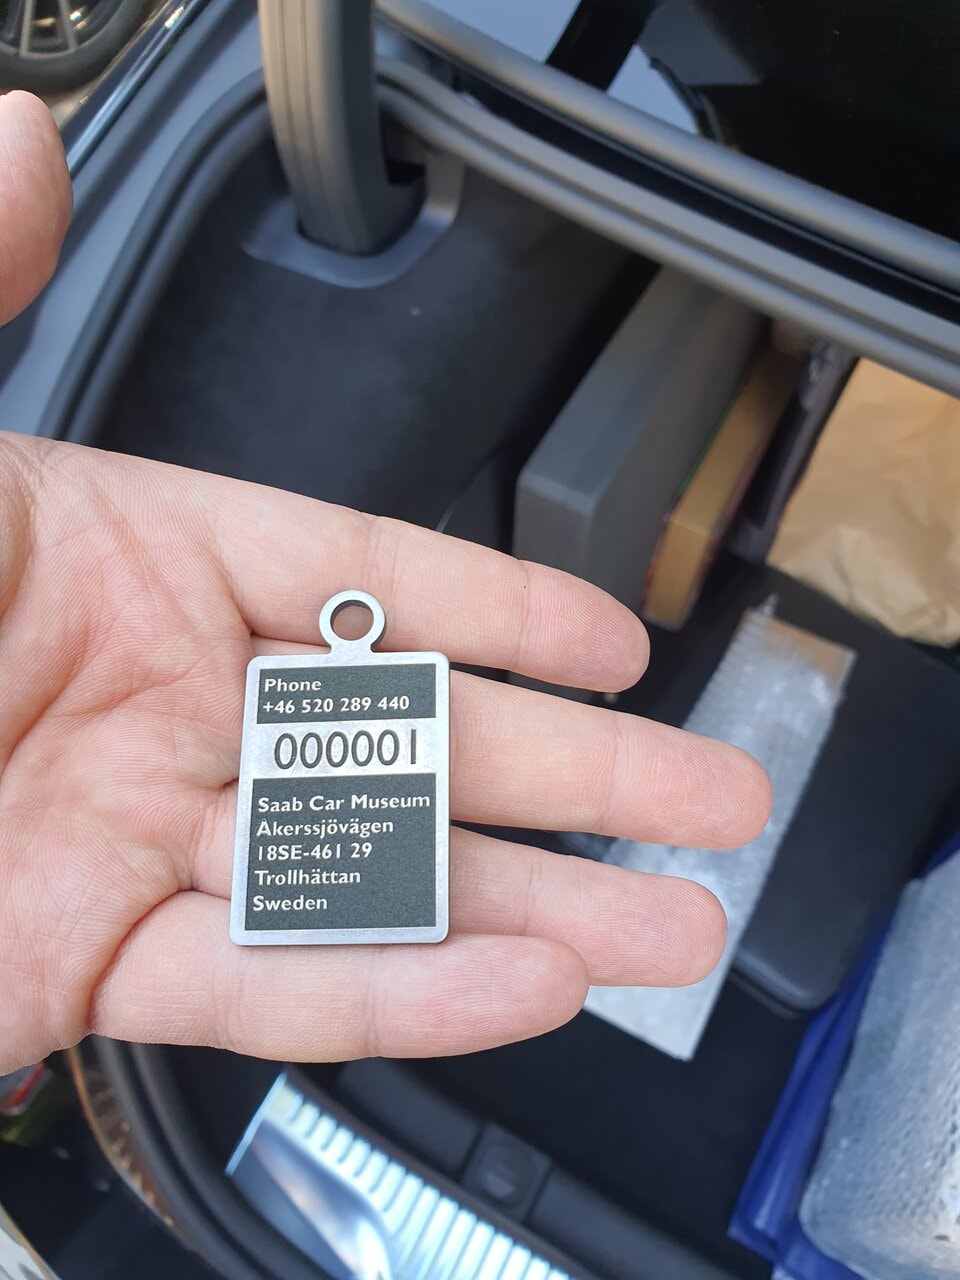 Phone
+46 520 289 440
000001
Saab Car Museum
Åkerssjövägen
18SE-461 29
Trollhättan
Sweden